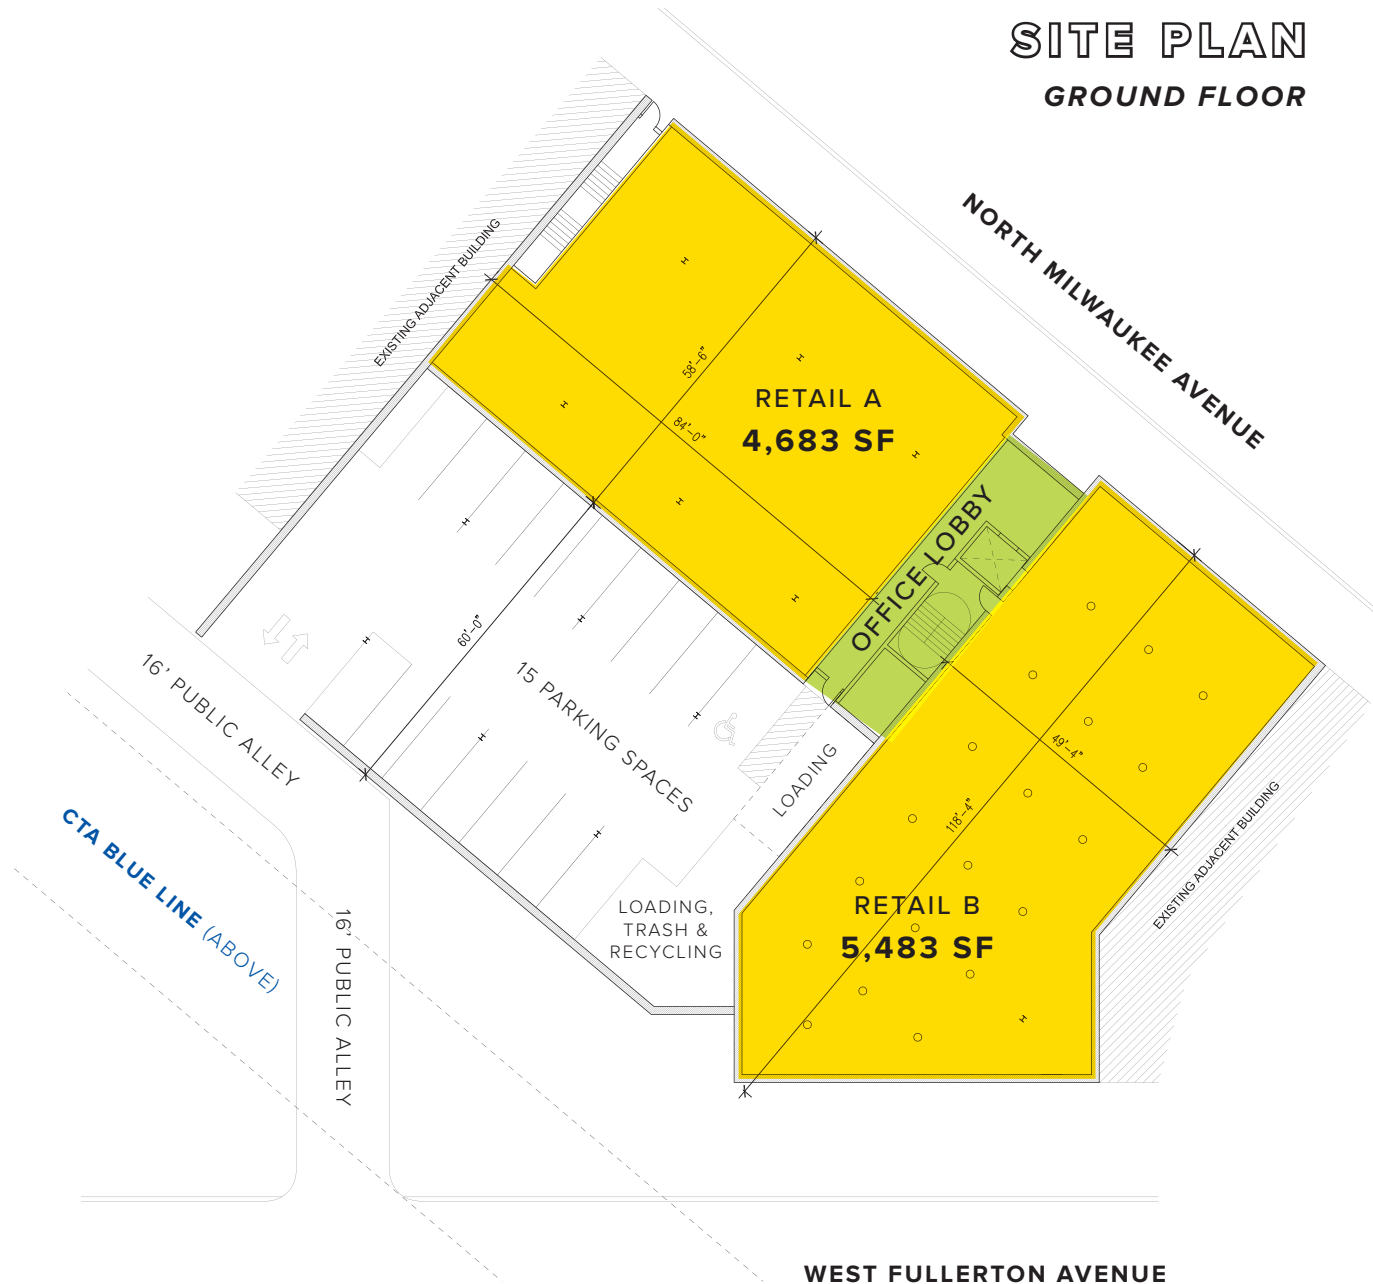 SITE PLAN
GROUND FLOOR
NORTH MILWAUKEE AVENUE
EXISTING ADJACENT BUILDING
58'-6"
84'-0"
RETAIL A
4,683 SF
OFFICE LOBBY
60'-0"
15 PARKING SPACES
16' PUBLIC ALLEY
LOADING
49'-4"
118'-4"
EXISTING ADJACENT BUILDING
CTA BLUE LINE (ABOVE)
RETAIL B
5,483 SF
LOADING,
TRASH &
RECYCLING
16' PUBLIC ALLEY
WEST FULLERTON AVENUE